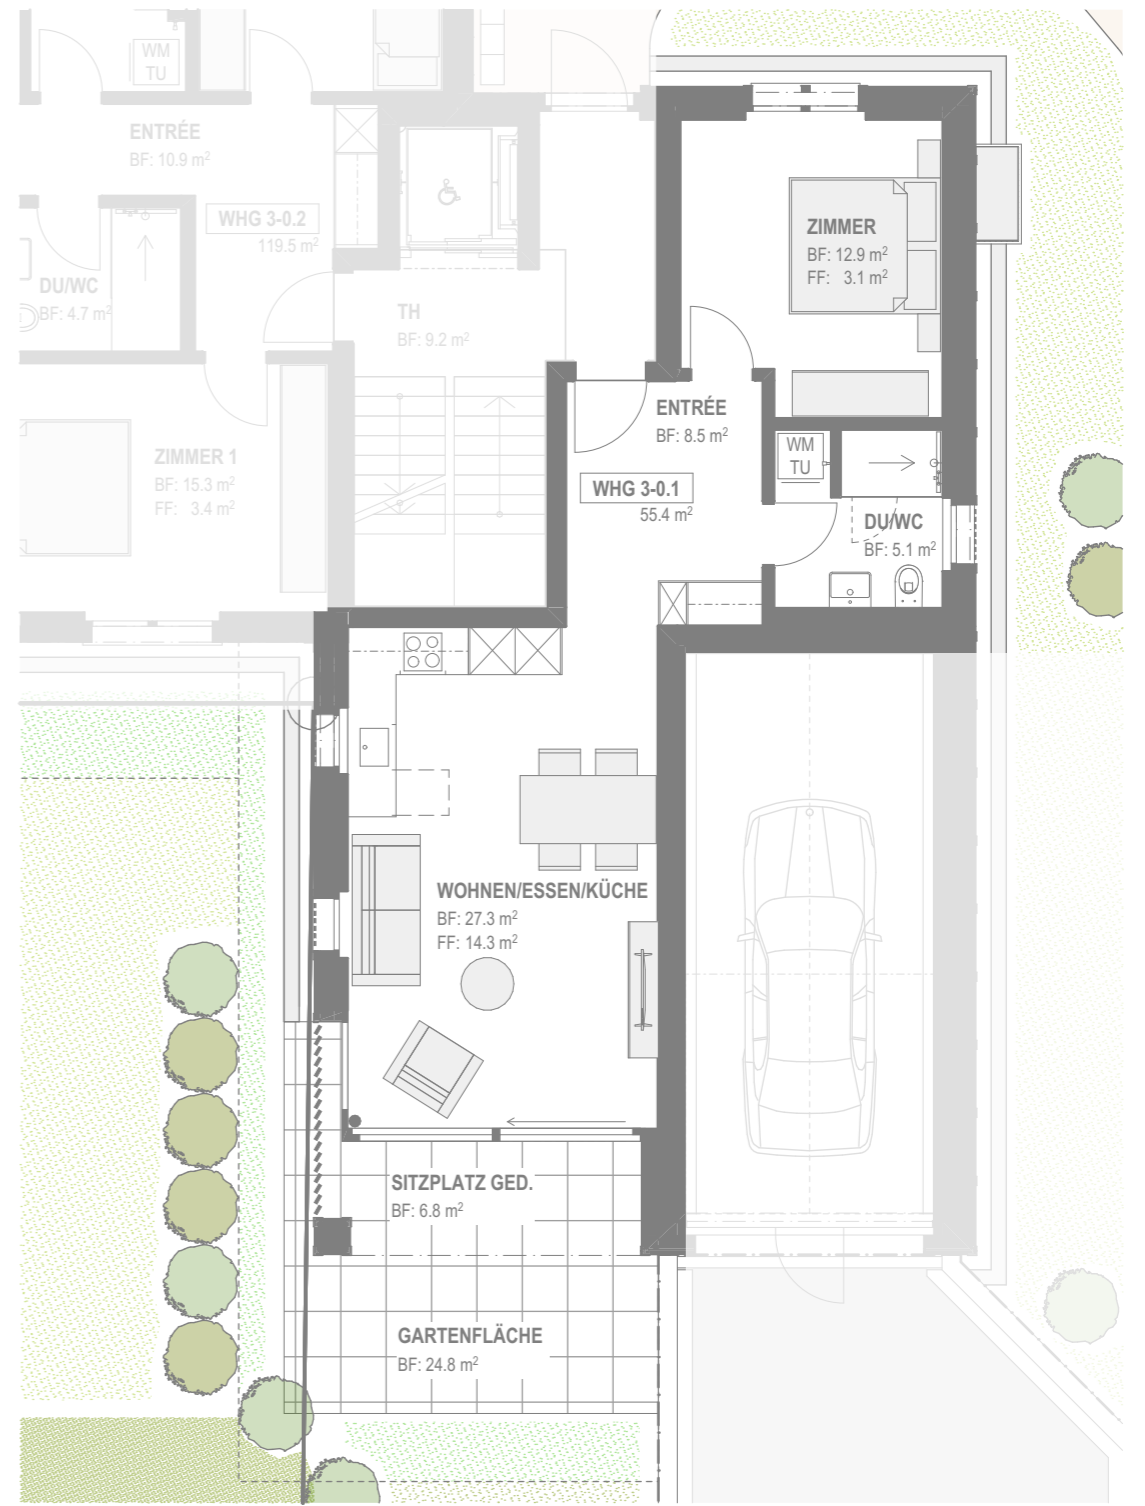 WM
TU
ENTRÉE
BF: 10.9 m²
WHG 3-0.2
119.5 m²
DU/WC
BF: 4.7 m²
TH
BF: 9.2 m²
ZIMMER 1
BF: 15.3 m²
FF: 3.4 m²
ZIMMER
BF: 12.9 m²
FF: 3.1 m²
ENTRÉE
BF: 8.5 m²
WM
TU
WHG 3-0.1
55.4 m²
DU/WC
BF: 5.1 m²
WOHNEN/ESSEN/KÜCHE
BF: 27.3 m²
FF: 14.3 m²
SITZPLATZ GED.
BF: 6.8 m²
GARTENFLÄCHE
BF: 24.8 m²